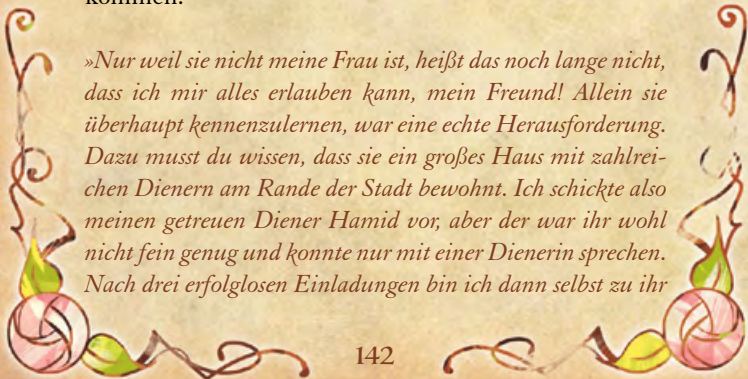 kommen.
»Nur weil sie nicht meine Frau ist, heißt das noch lange nicht,
dass ich mir alles erlauben kann, mein Freund! Allein sie
überhaupt kennenzulernen, war eine echte Herausforderung.
Dazu musst du wissen, dass sie ein großes Haus mit zahlrei-
chen Dienern am Rande der Stadt bewohnt. Ich schickte also
meinen getreuen Diener Hamid vor, aber der war ihr wohl
nicht fein genug und konnte nur mit einer Dienerin sprechen.
Nach drei erfolglosen Einladungen bin ich dann selbst zu ihr
142